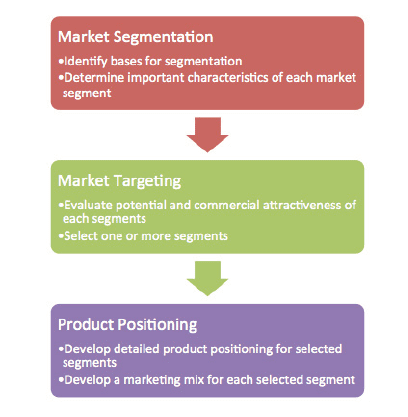 Market Segmentation
•Identify bases for segmentation
•Determine important characteristics of each market
segment
Market Targeting
•Evaluate potential and commercial attractiveness of
each segments
•Select one or more segments
Product Positioning
•Develop detailed product positioning for selected
segments
•Develop a marketing mix for each selected segment